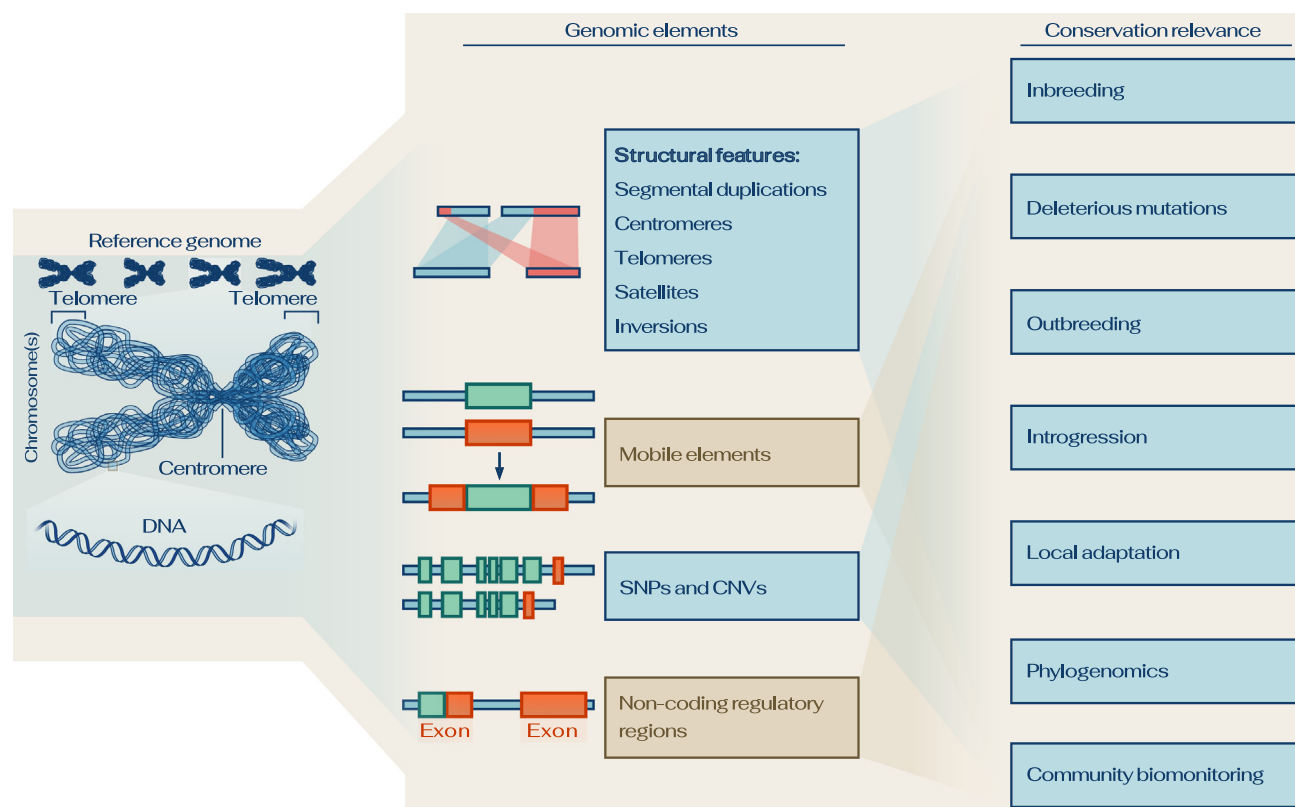 Genomic elements
Conservation relevance
Reference genome
Telomere
Telomere
Chromosome(s)
Centromere
DNA
Structural features:
Segmental duplications
Centromeres
Telomeres
Satellites
Inversions
Mobile elements
SNPs and CNVs
Non-coding regulatory
regions
Exon
Exon
Inbreeding
Deleterious mutations
Outbreeding
Introgression
Local adaptation
Phylogenomics
Community biomonitoring